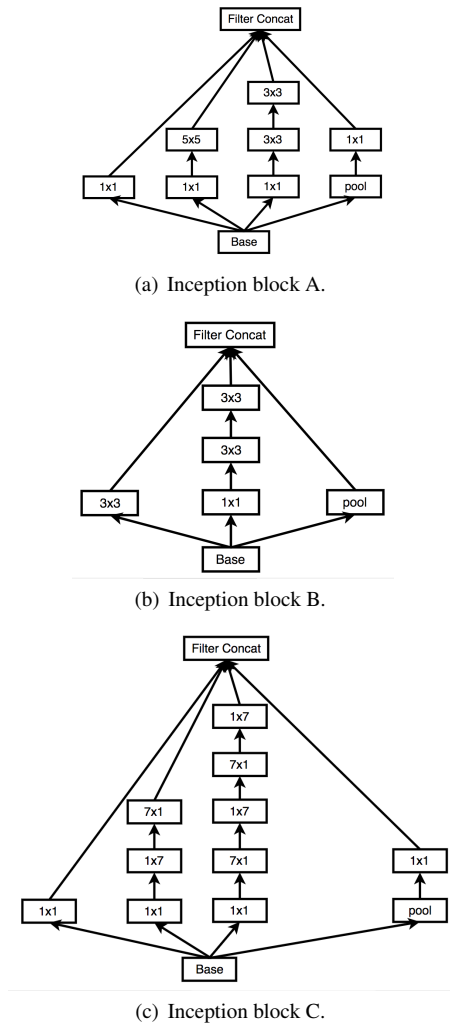 Filter Concat
3x3
5x5 3x3 1x1
1x1 1x1 1x1 pool
Base
(a) Inception block A.
Filter Concat
3x3
3x3
3x3 1x1 pool
Base
(b) Inception block B.
Filter Concat
1x7
7x1
7x1 1x7
1x7 7x1 1x1
1x1 1x1 1x1 pool
Base
(c) Inception block C.